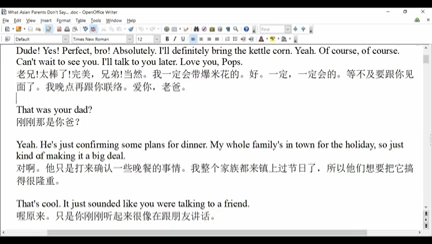 What Asian Parents Don't Say... .doc - OpenOffice Writer
Default
12
Dude! Yes! Perfect, bro! Absolutely. I'll definitely bring the kettle corn. Yeah. Of course, of course.
Can't wait to see you. I'll talk to you later. Love you, Pops.
老兄!太棒了!完美，兄弟!当然。我一定会带爆米花的。好。一定，一定会的。等不及要跟你见
面了。我晚点再跟你联络。爱你，老爸。
That was your dad?
刚刚那是你爸?
Yeah. He's just confirming some plans for dinner. My whole family's in town for the holiday, so just
kind of making it a big deal.
对啊。他只是打来确认一些晚餐的事情。我整个家族都来镇上过节日了，所以他们想要把它搞
得很隆重。
That's cool. It just sounded like you were talking to a friend.
喔原来。只是你刚刚听起来很像在跟朋友讲话。